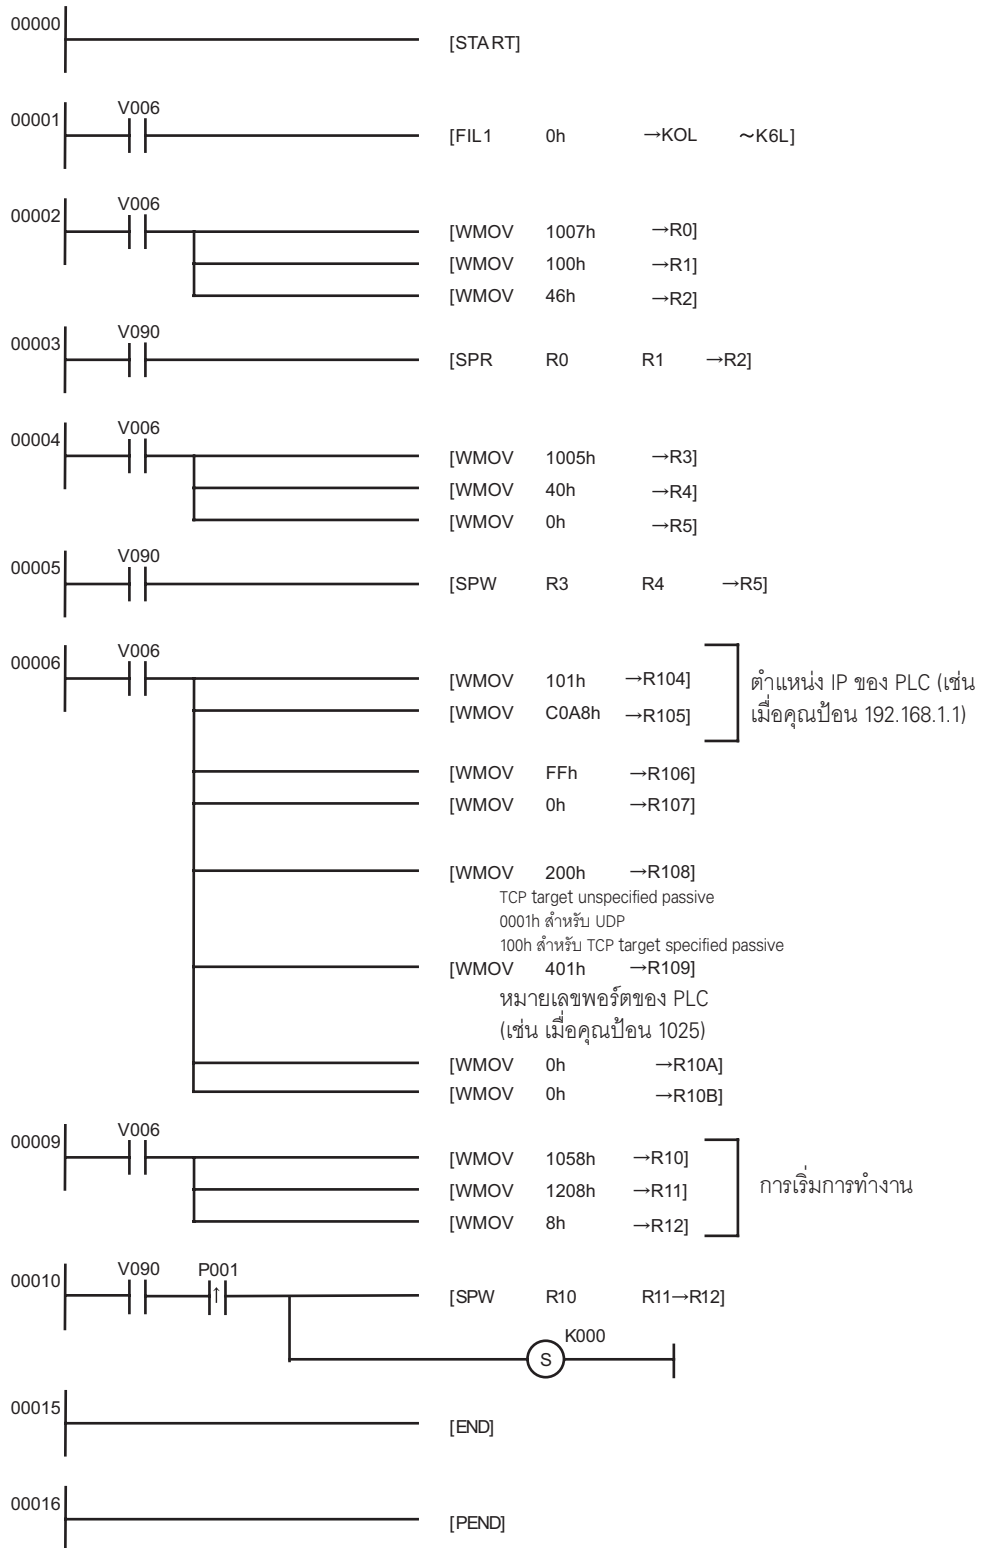 00000
[START]
V006
00001
[FIL1 0h →KOL ~K6L]
V006
00002
[WMOV 1007h →R0]
[WMOV 100h →R1]
[WMOV 46h →R2]
V090
00003
[SPR R0 R1 →R2]
V006
00004
[WMOV 1005h →R3]
[WMOV 40h →R4]
[WMOV 0h →R5]
V090
00005
[SPW R3 R4 →R5]
V006
00006
[WMOV 101h →R104]
[WMOV C0A8h →R105]
ตำแหน่ง IP ของ PLC (เช่น
เมื่อคุณป้อน 192.168.1.1)
[WMOV FFh →R106]
[WMOV 0h →R107]
[WMOV 200h →R108]
TCP target unspecified passive
0001h สำหรับ UDP
100h สำหรับ TCP target specified passive
[WMOV 401h →R109]
หมายเลขพอร์ตของ PLC
(เช่น เมื่อคุณป้อน 1025)
[WMOV 0h →R10A]
[WMOV 0h →R10B]
V006
00009
[WMOV 1058h →R10]
[WMOV 1208h →R11]
[WMOV 8h →R12]
การเริ่มการทำงาน
V090 P001
00010
↑
[SPW R10 R11→R12]
K000
S
00015
[END]
00016
[PEND]